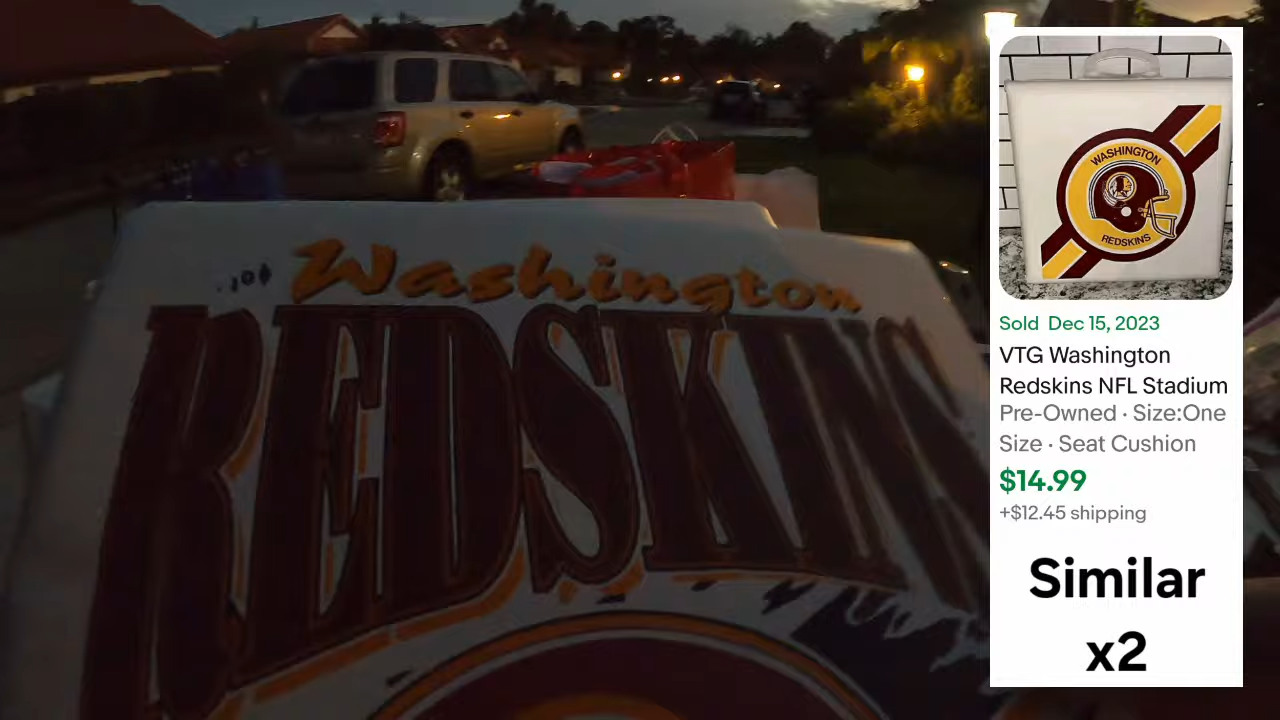 Washington
REDSKINS
WASHINGTON
REDSKINS
Sold Dec 15, 2023
VTG Washington
Redskins NFL Stadium
Pre-Owned · Size:One
Size · Seat Cushion
$14.99
+$12.45 shipping
Similar
x2